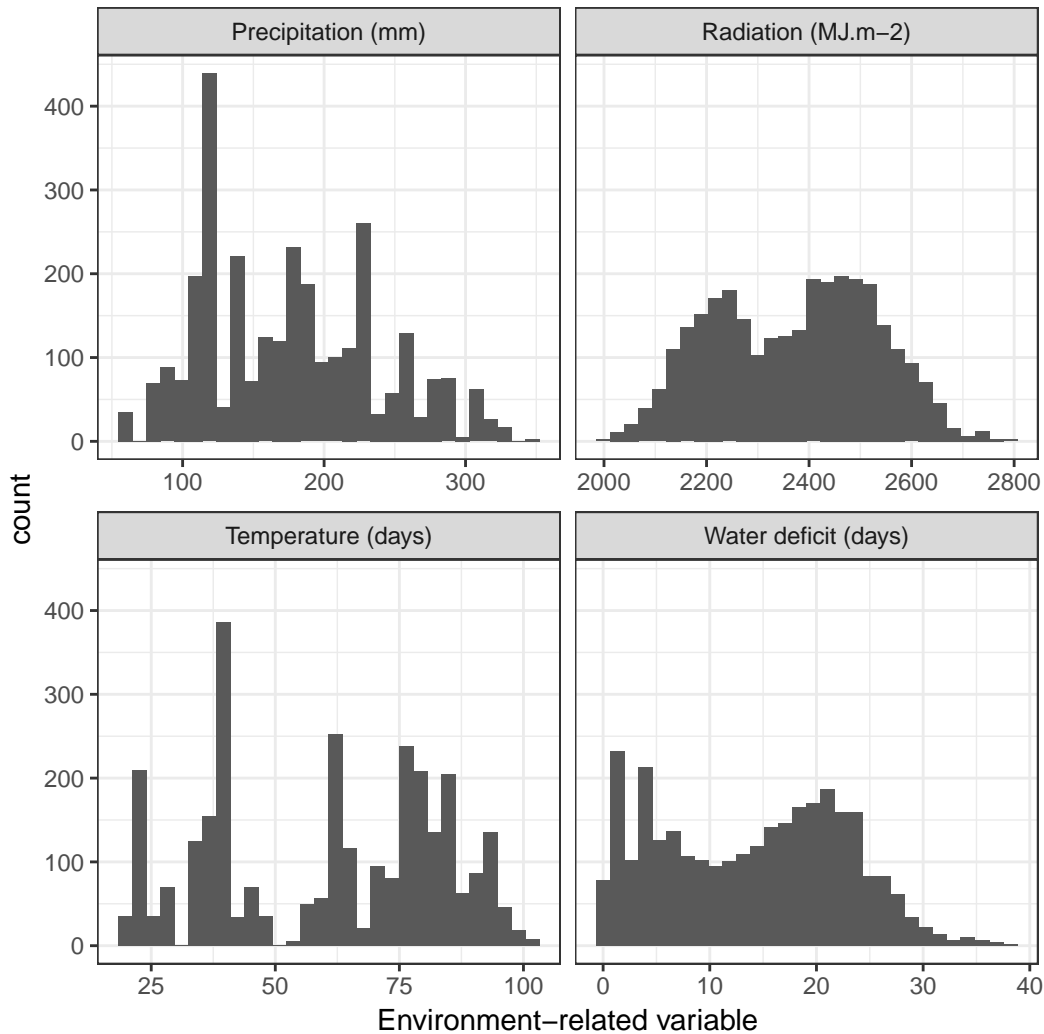 Precipitation (mm)
Radiation (MJ.m−2)
400
300
200
100
0
100 200 300
2000 2200 2400 2600 2800
count
Temperature (days)
Water deficit (days)
400
300
200
100
0
25 50 75 100
0 10 20 30 40
Environment−related variable